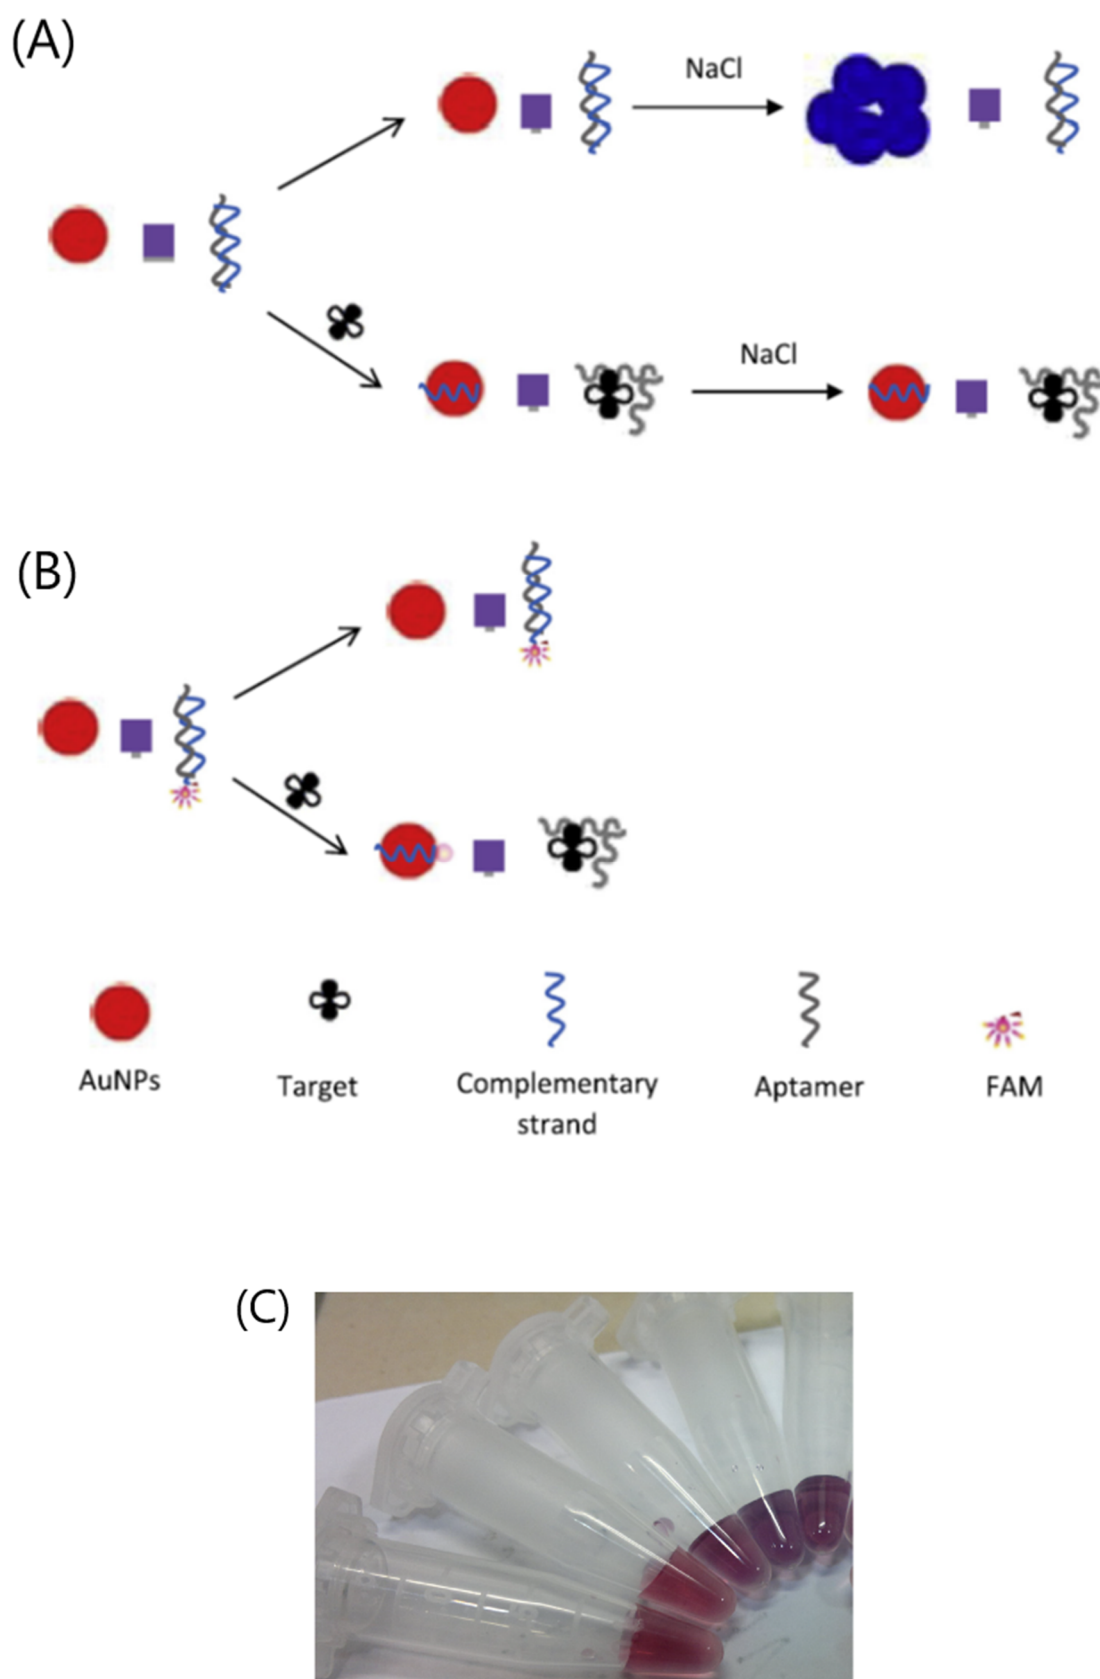 (A)
NaCl
NaCl
(B)
AuNPs
Target
Complementary
strand
Aptamer
FAM
(C)